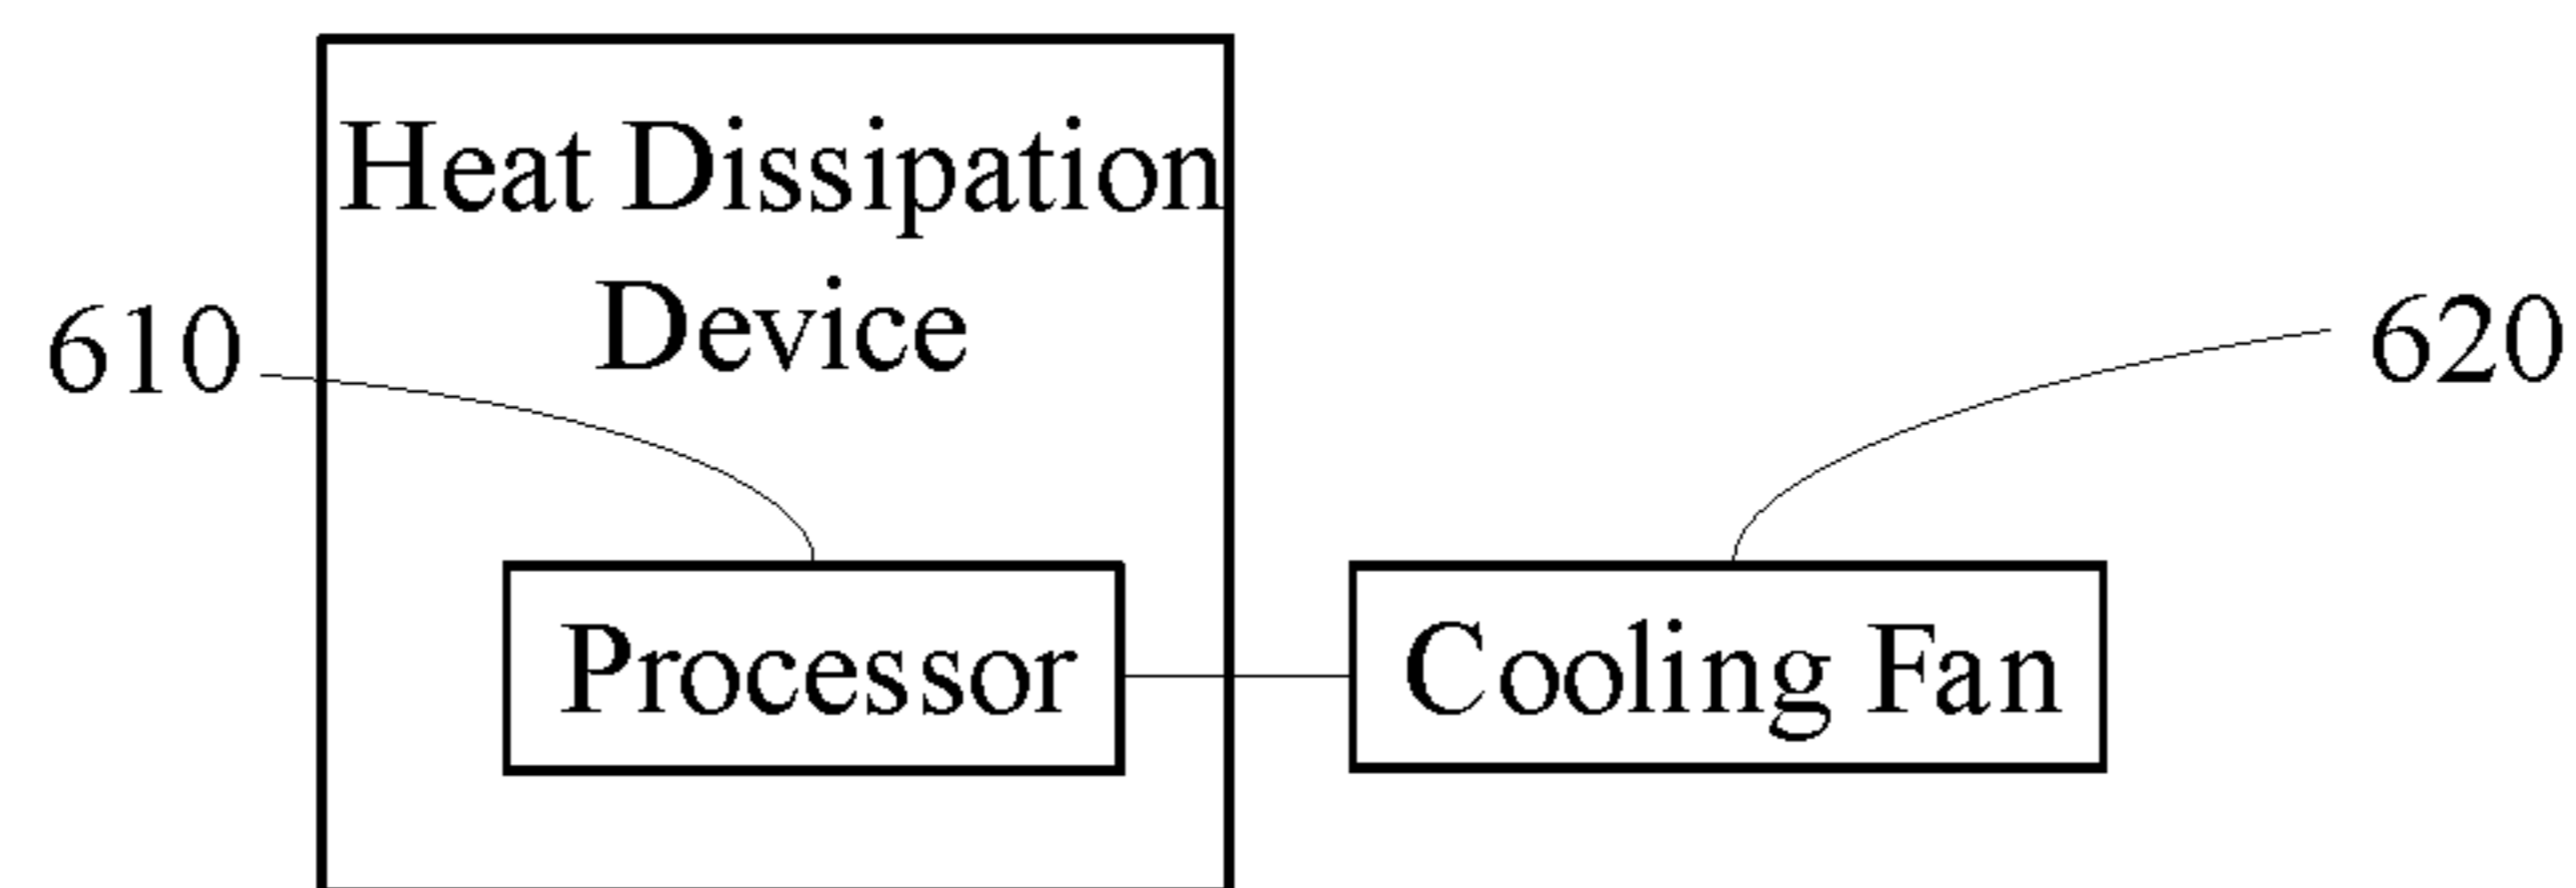 Heat Dissipation
Device
610
620
Processor
Cooling Fan